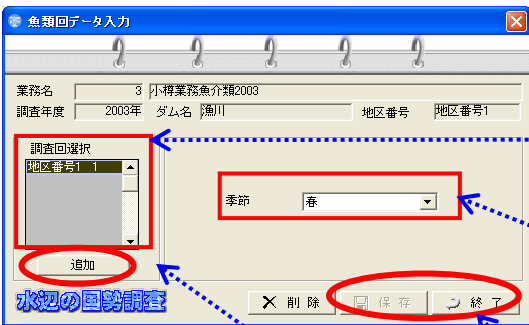 魚類回データ入力
業務名 3 小樽業務魚介類2003
調査年度 2003年 ダム名 漁川 地区番号 地区番号1
調査回選択
地区番号1 1
季節 春
追加
水辺の国勢調査
削除 保存 終了